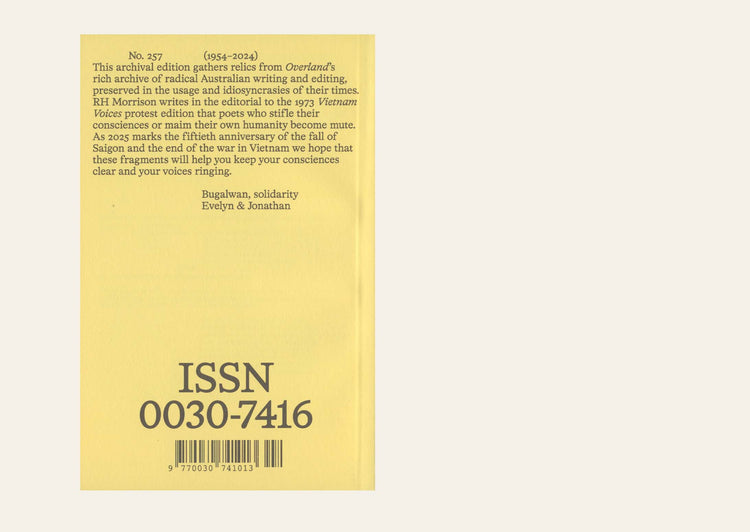 No. 257 (1954–2024)
This archival edition gathers relics from Overland's
rich archive of radical Australian writing and editing,
preserved in the usage and idiosyncrasies of their times.
RH Morrison writes in the editorial to the 1973 Vietnam
Voices protest edition that poets who stifle their
consciences or maim their own humanity become mute.
As 2025 marks the fiftieth anniversary of the fall of
Saigon and the end of the war in Vietnam we hope that
these fragments will help you keep your consciences
clear and your voices ringing.
Bugalwan, solidarity
Evelyn & Jonathan
ISSN
0030-7416
9 770030 741013